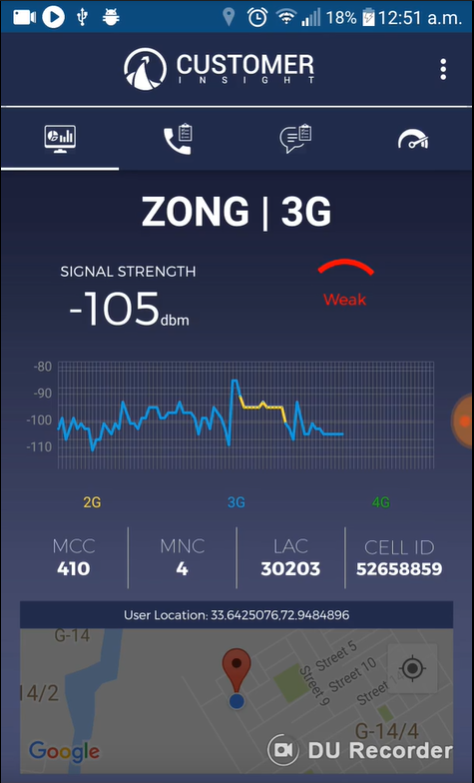 18% 12:51 a.m.
CUSTOMER
INSIGHT
ZONG | 3G
SIGNAL STRENGTH
-105dbm
Weak
-80
-90
-100
-110
2G 3G 4G
MCC MNC LAC CELL ID
410 4 30203 52658859
User Location: 33.6425076,72.9484896
G-14
Street 5
Street 10
Street 9
14/2
G-14/4
Google
DU Recorder